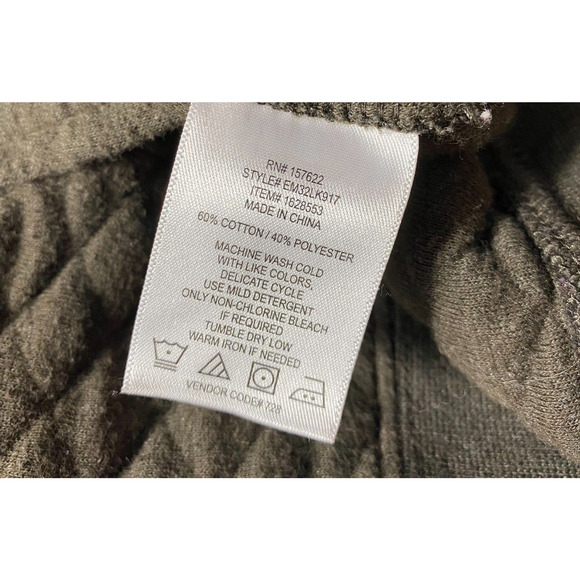 RN# 157622
STYLE# EM32LK917
ITEM# 1628553
MADE IN CHINA
60% COTTON / 40% POLYESTER
MACHINE WASH COLD
WITH LIKE COLORS,
DELICATE CYCLE
USE MILD DETERGENT
ONLY NON-CHLORINE BLEACH
IF REQUIRED
TUMBLE DRY LOW
WARM IRON IF NEEDED
VENDOR CODE# 728